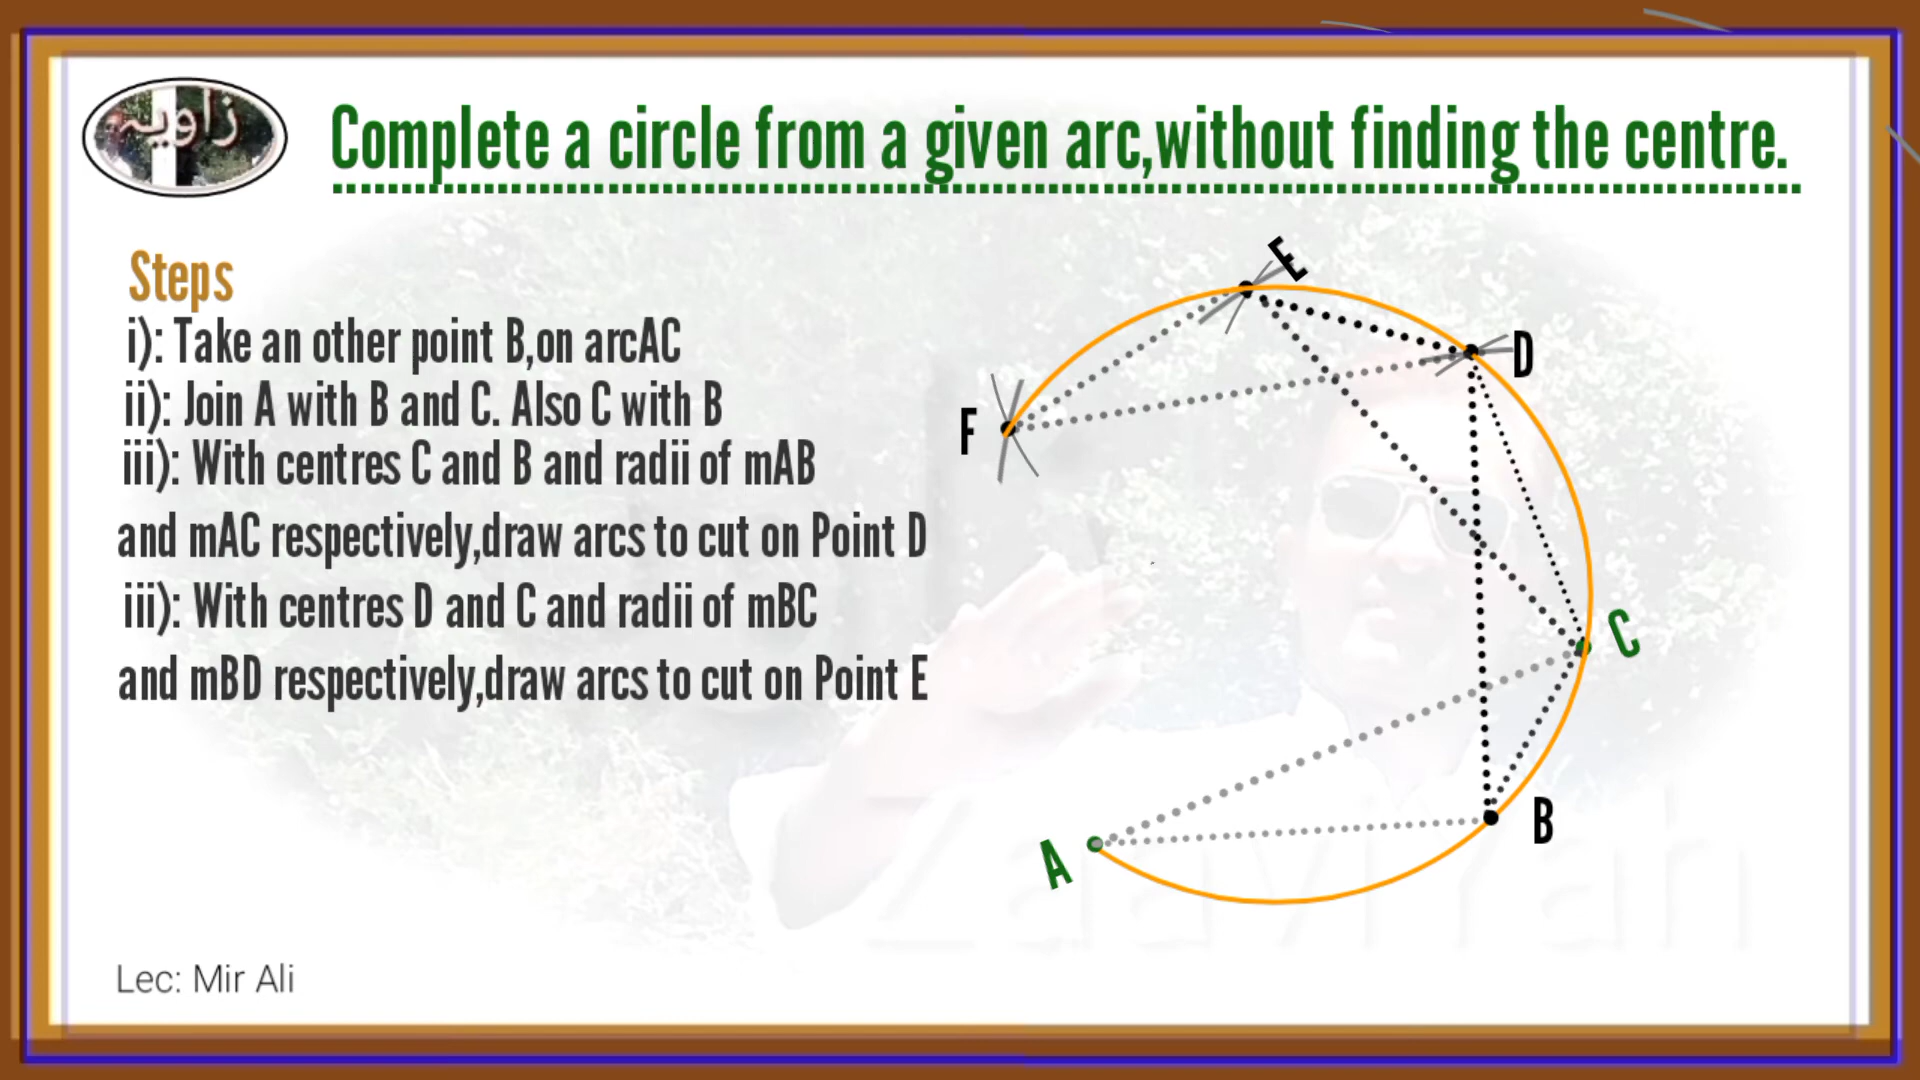 زاویہ
Complete a circle from a given arc,without finding the centre.
Steps
i): Take an other point B,on arcAC
ii): Join A with B and C. Also C with B
iii): With centres C and B and radii of mAB
and mAC respectively,draw arcs to cut on Point D
iii): With centres D and C and radii of mBC
and mBD respectively,draw arcs to cut on Point E
E
D
F
C
B
A
Zaaviyah
Lec: Mir Ali